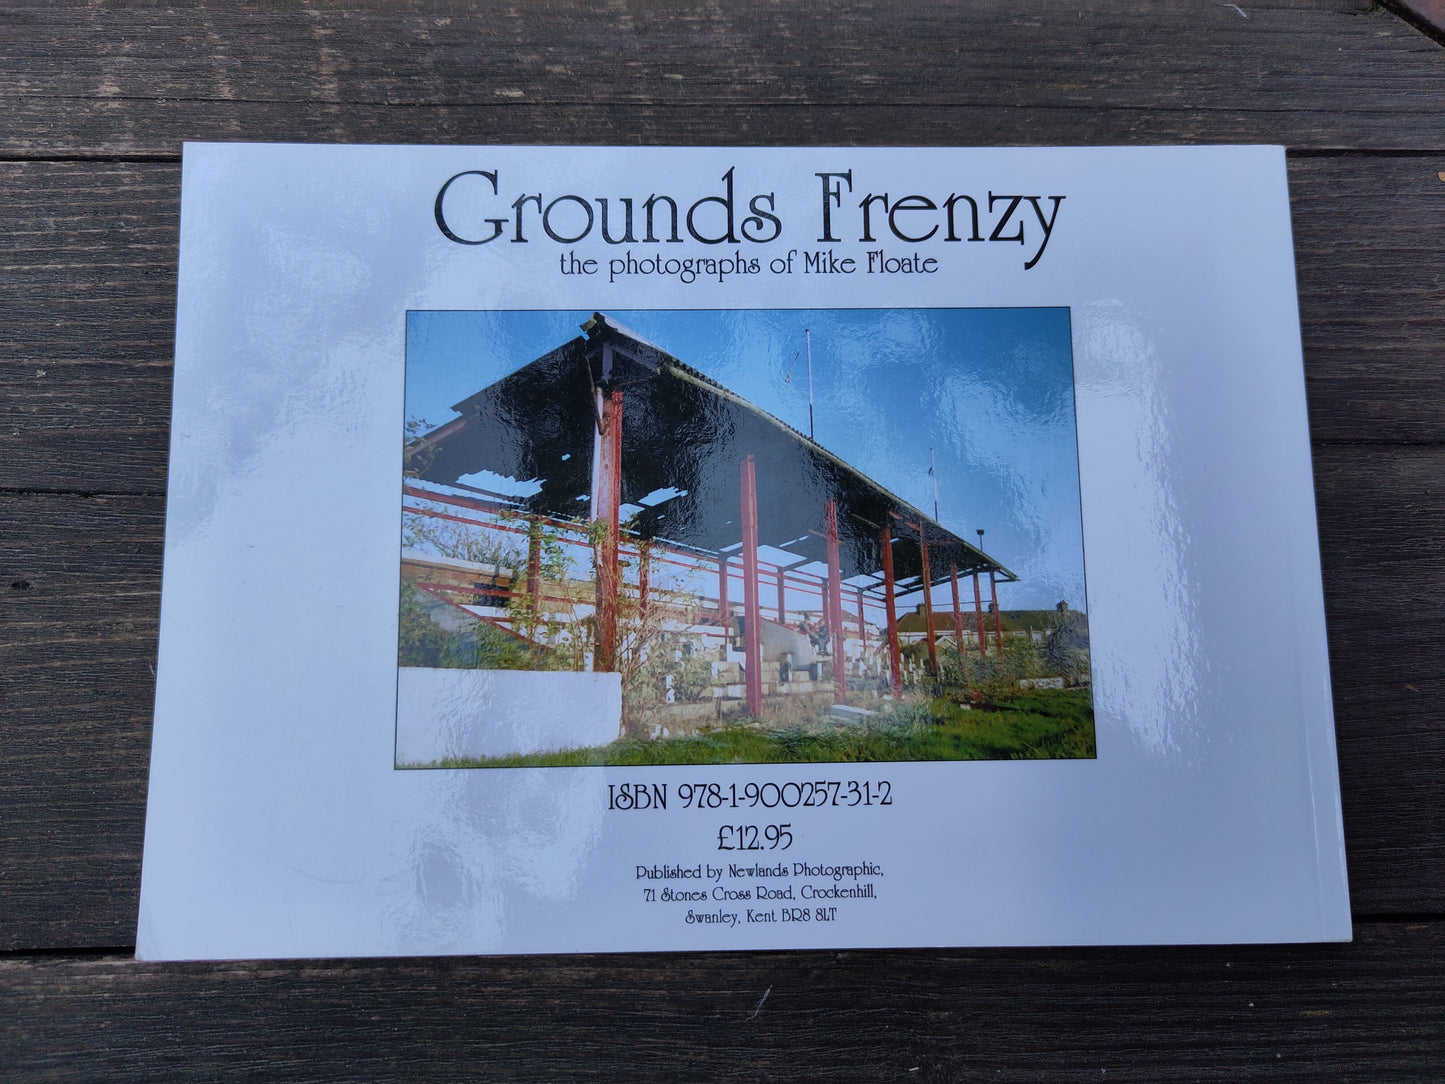 Grounds Frenzy
the photographs of Mike Floate
ISBN 978-1-900257-31-2
£12.95
Published by Newlands Photographic,
71 Stones Cross Road, Crockenhill,
Swanley, Kent BR8 8LT